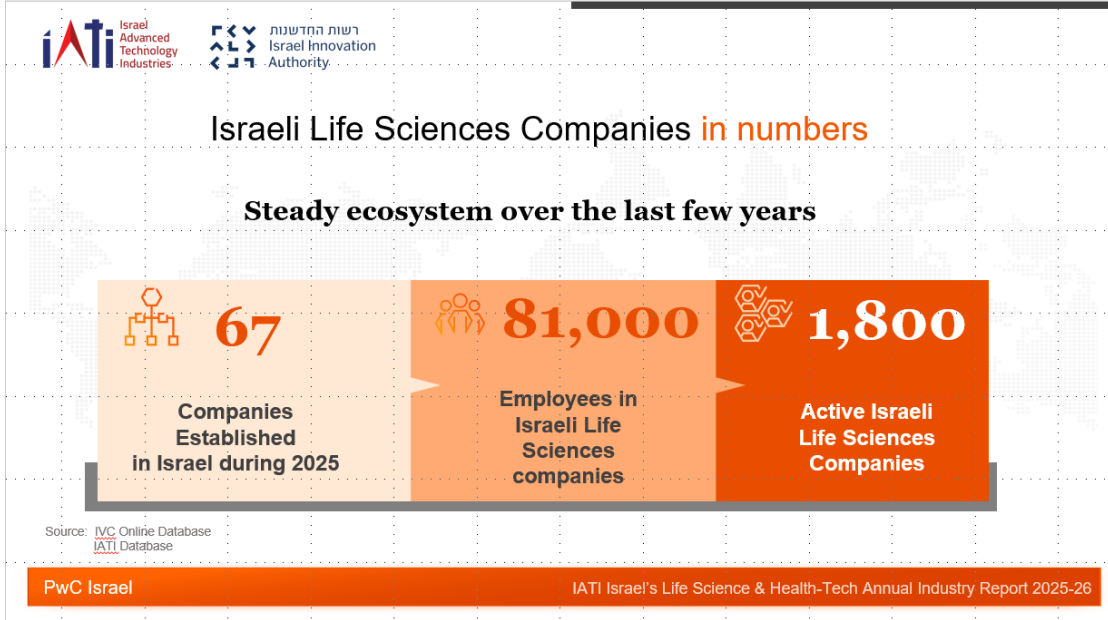 iATi Israel
Advanced
Technology
Industries
רשות החדשנות
Israel Innovation
Authority
Israeli Life Sciences Companies in numbers
Steady ecosystem over the last few years
67
Companies
Established
in Israel during 2025
81,000
Employees in
Israeli Life
Sciences
companies
1,800
Active Israeli
Life Sciences
Companies
Source: IVC Online Database
IATI Database
PwC Israel
IATI Israel's Life Science & Health-Tech Annual Industry Report 2025-26